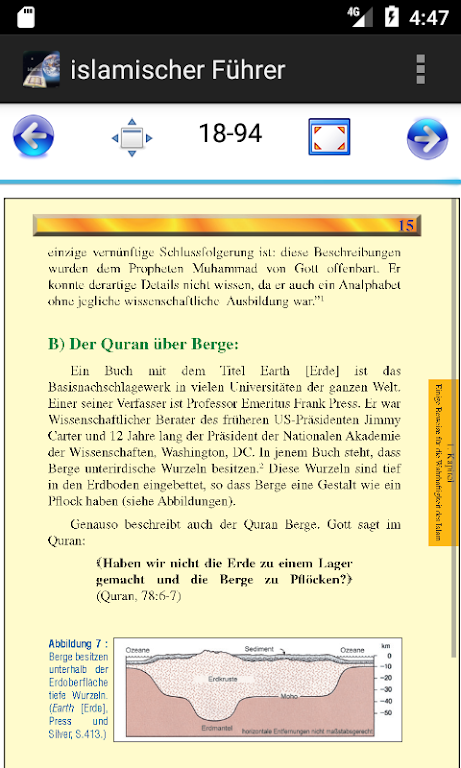 4G 4:47
islamischer Führer
18-94
15
einzige vernünftige Schlussfolgerung ist: diese Beschreibungen
wurden dem Propheten Muhammad von Gott offenbart. Er
konnte derartige Details nicht wissen, da er auch ein Analphabet
ohne jegliche wissenschaftliche Ausbildung war."1
B) Der Quran über Berge:
Ein Buch mit dem Titel Earth [Erde] ist das
Basisnachschlagewerk in vielen Universitäten der ganzen Welt.
Einer seiner Verfasser ist Professor Emeritus Frank Press. Er war
Wissenschaftlicher Berater des früheren US-Präsidenten Jimmy
Carter und 12 Jahre lang der Präsident der Nationalen Akademie
der Wissenschaften, Washington, DC. In jenem Buch steht, dass
Berge unterirdische Wurzeln besitzen.2 Diese Wurzeln sind tief
in den Erdboden eingebettet, so dass Berge eine Gestalt wie ein
Pflock haben (siehe Abbildungen).
Genauso beschreibt auch der Quran Berge. Gott sagt im
Quran:
﴾Haben wir nicht die Erde zu einem Lager
gemacht und die Berge zu Pflöcken?﴿
(Quran, 78:6-7)
1. Kapitel
Einige Beweise für die Wahrhaftigkeit des Islam
Abbildung 7 :
Berge besitzen
unterhalb der
Erdoberfläche
tiefe Wurzeln.
(Earth [Erde],
Press und
Silver, S.413.)
Ozeane Sediment Ozeane km
0
-10
-20
-30
-40
-50
Erdkruste
Moho
Erdmantel
horizontale Entfernungen nicht maßstabsgerecht